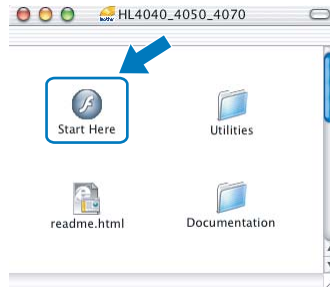 HL4040_4050_4070
Start Here
Utilities
readme.html
Documentation